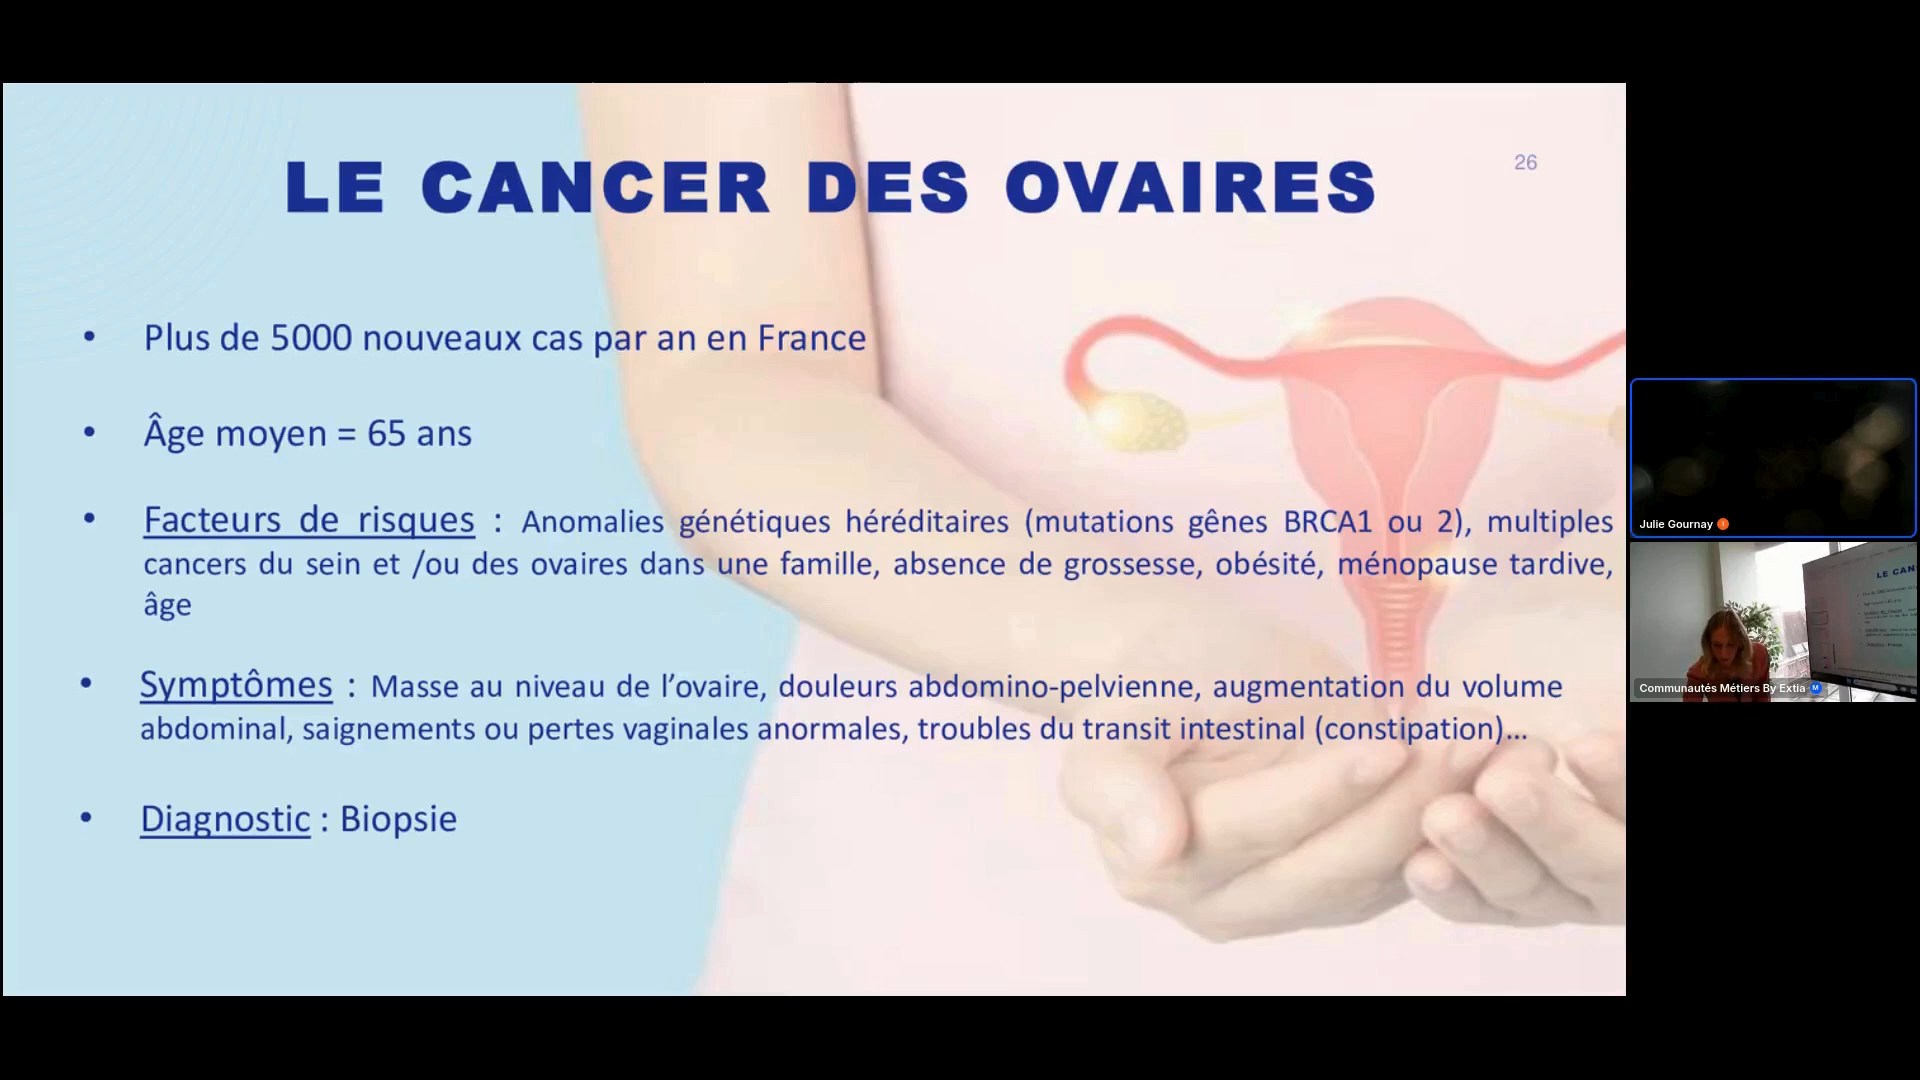 LE CANCER DES OVAIRES
26
• Plus de 5000 nouveaux cas par an en France
• Âge moyen = 65 ans
• Facteurs de risques : Anomalies génétiques héréditaires (mutations gênes BRCA1 ou 2), multiples
cancers du sein et /ou des ovaires dans une famille, absence de grossesse, obésité, ménopause tardive,
âge
• Symptômes : Masse au niveau de l’ovaire, douleurs abdomino-pelvienne, augmentation du volume
abdominal, saignements ou pertes vaginales anormales, troubles du transit intestinal (constipation)...
• Diagnostic : Biopsie
Julie Gournay
LE CAN
Communautés Métiers By Extia M